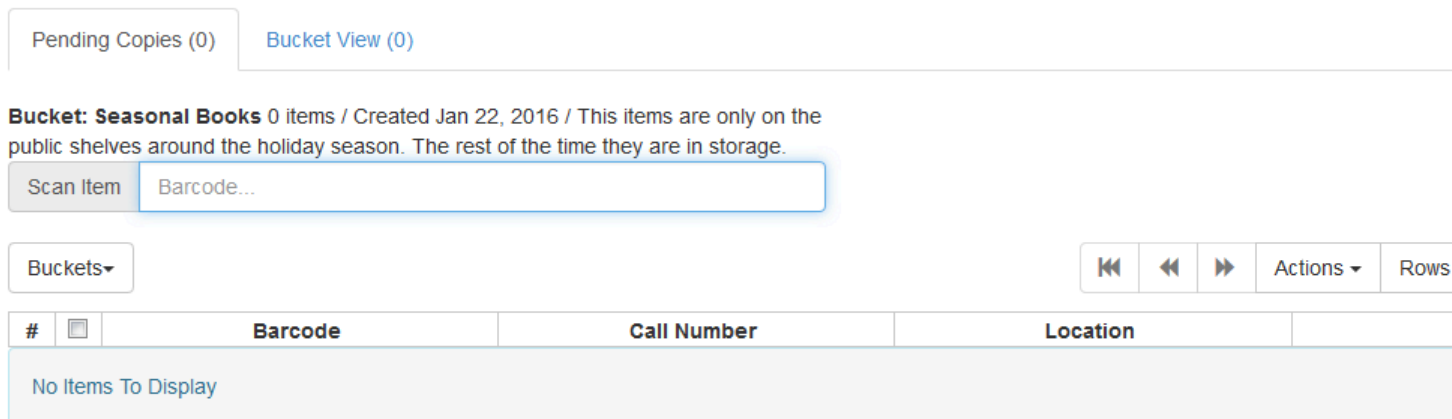 Pending Copies (0) Bucket View (0)
Bucket: Seasonal Books 0 items / Created Jan 22, 2016 / This items are only on the
public shelves around the holiday season. The rest of the time they are in storage.
Scan Item Barcode...
Buckets Actions Rows
# Barcode Call Number Location
No Items To Display